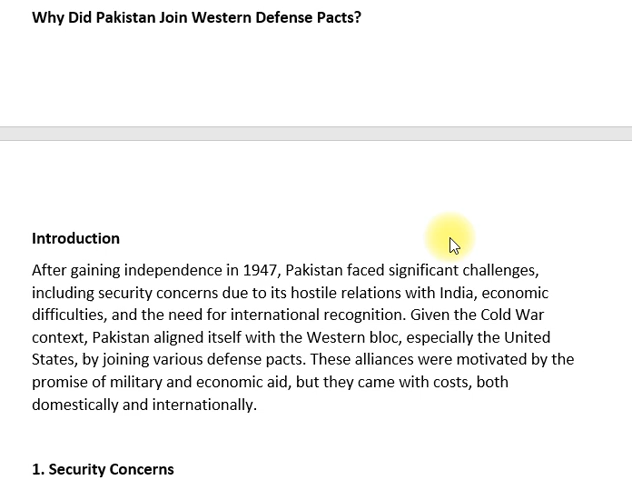 Why Did Pakistan Join Western Defense Pacts?
Introduction
After gaining independence in 1947, Pakistan faced significant challenges,
including security concerns due to its hostile relations with India, economic
difficulties, and the need for international recognition. Given the Cold War
context, Pakistan aligned itself with the Western bloc, especially the United
States, by joining various defense pacts. These alliances were motivated by the
promise of military and economic aid, but they came with costs, both
domestically and internationally.
1. Security Concerns